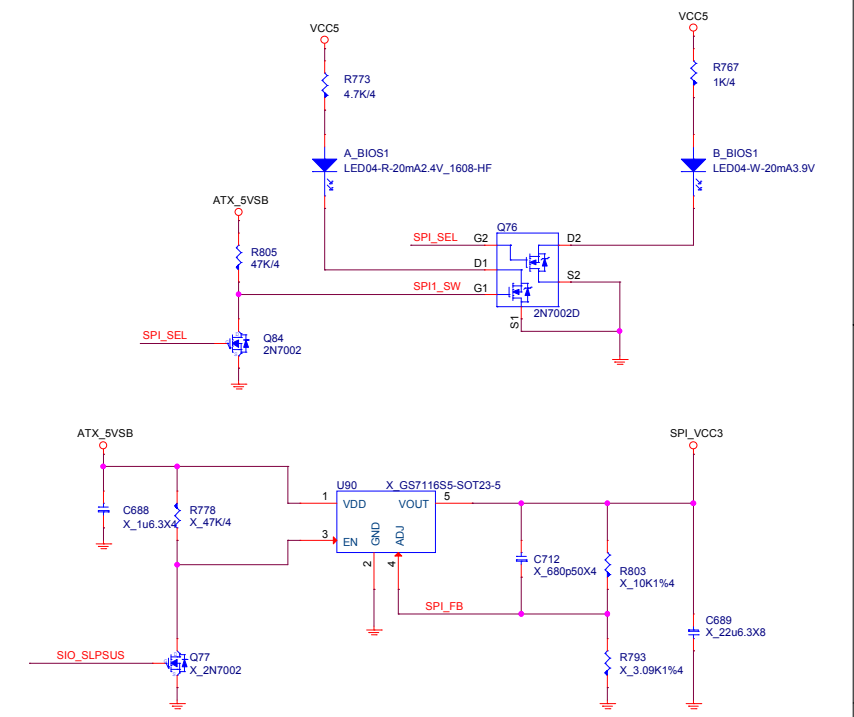 VCC5
VCC5
R773
4.7K/4
R767
1K/4
A_BIOS1
LED04-R-20mA2.4V_1608-HF
B_BIOS1
LED04-W-20mA3.9V
ATX_5VSB
R805
47K/4
Q76
SPI_SEL
G2
D2
D1
S2
SPI1_SW
G1
S1
2N7002D
SPI_SEL
Q84
2N7002
ATX_5VSB
SPI_VCC3
U90
X_GS7116S5-SOT23-5
1
VDD
VOUT
5
C688
X_1u6.3X4
R778
X_47K/4
3
EN
GND
ADJ
2
4
C712
X_680p50X4
R803
X_10K1%4
SPI_FB
C689
X_22u6.3X8
SIO_SLPSUS
Q77
X_2N7002
R793
X_3.09K1%4